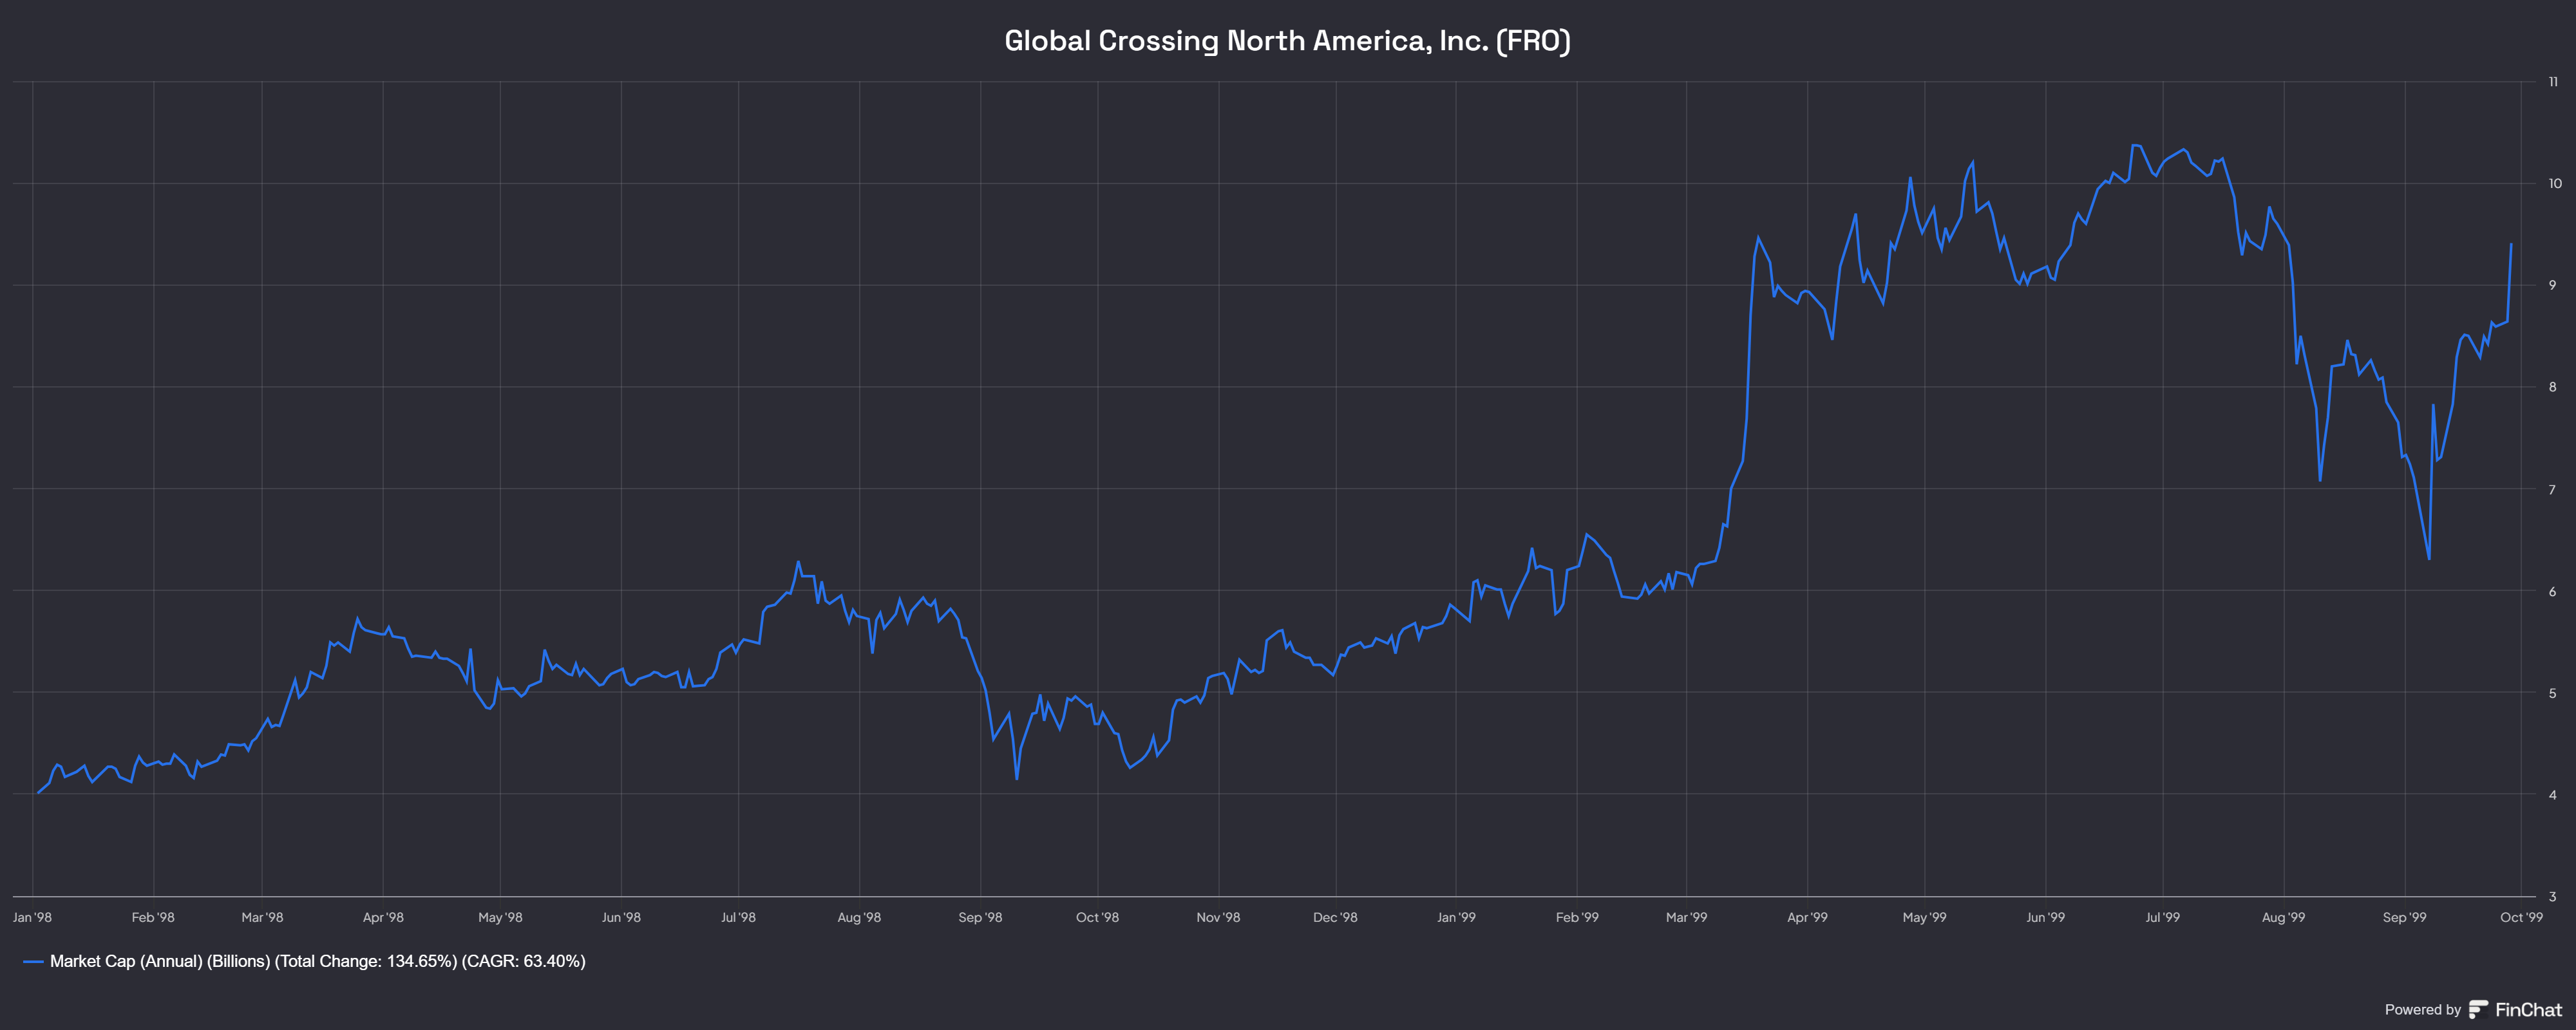 Global Crossing North America, Inc. (FRO)
11
10
9
8
7
6
5
4
3
Jan '98 Feb '98 Mar '98 Apr '98 May '98 Jun '98 Jul '98 Aug '98 Sep '98 Oct '98 Nov '98 Dec '98 Jan '99 Feb '99 Mar '99 Apr '99 May '99 Jun '99 Jul '99 Aug '99 Sep '99 Oct '99
Market Cap (Annual) (Billions) (Total Change: 134.65%) (CAGR: 63.40%)
Powered by FinChat